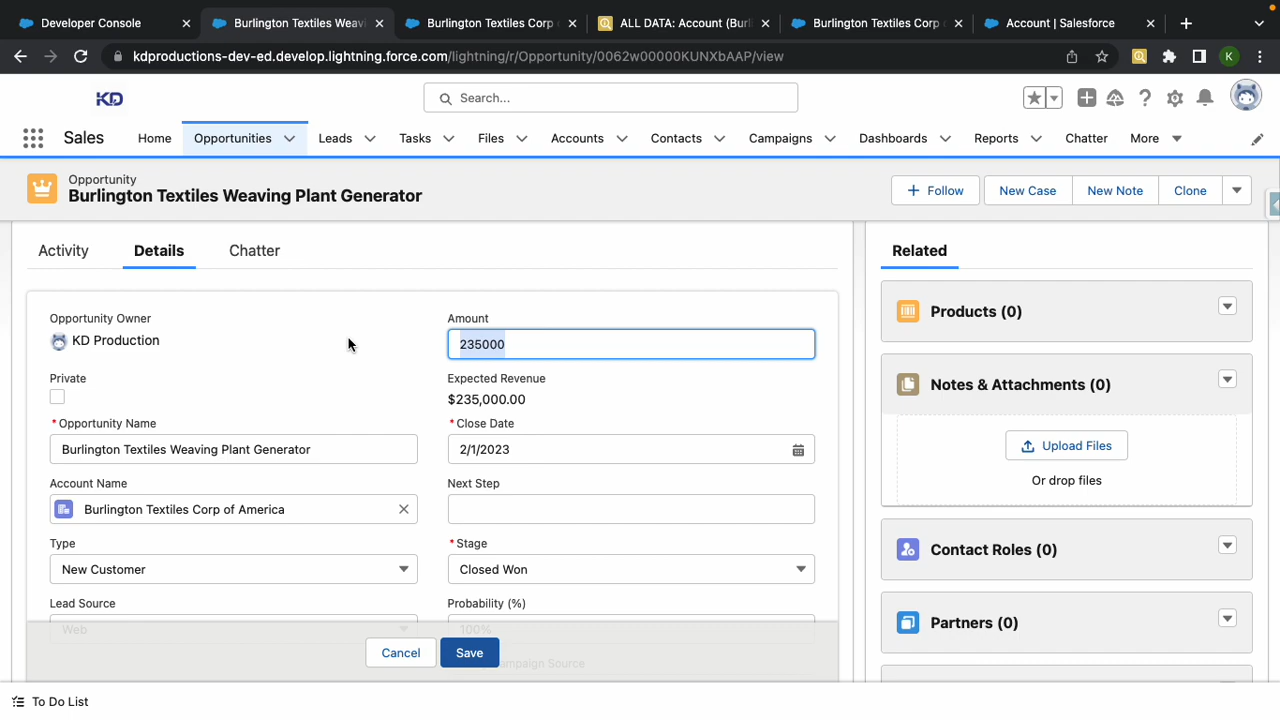 Developer Console
Burlington Textiles Weavi
Burlington Textiles Corp
ALL DATA: Account (Burl
Burlington Textiles Corp
Account | Salesforce
kdproductions-dev-ed.develop.lightning.force.com/lightning/r/Opportunity/0062w00000KUNXbAAP/view
K
KD
Search...
Sales
Home
Opportunities
Leads
Tasks
Files
Accounts
Contacts
Campaigns
Dashboards
Reports
Chatter
More
Opportunity
Burlington Textiles Weaving Plant Generator
Follow
New Case
New Note
Clone
Activity
Details
Chatter
Related
Opportunity Owner
KD Production
Amount
235000
Private
Expected Revenue
$235,000.00
* Opportunity Name
Burlington Textiles Weaving Plant Generator
* Close Date
2/1/2023
Account Name
Burlington Textiles Corp of America
Next Step
Type
New Customer
* Stage
Closed Won
Lead Source
Web
Probability (%)
100%
Campaign Source
Cancel
Save
Products (0)
Notes & Attachments (0)
Upload Files
Or drop files
Contact Roles (0)
Partners (0)
To Do List